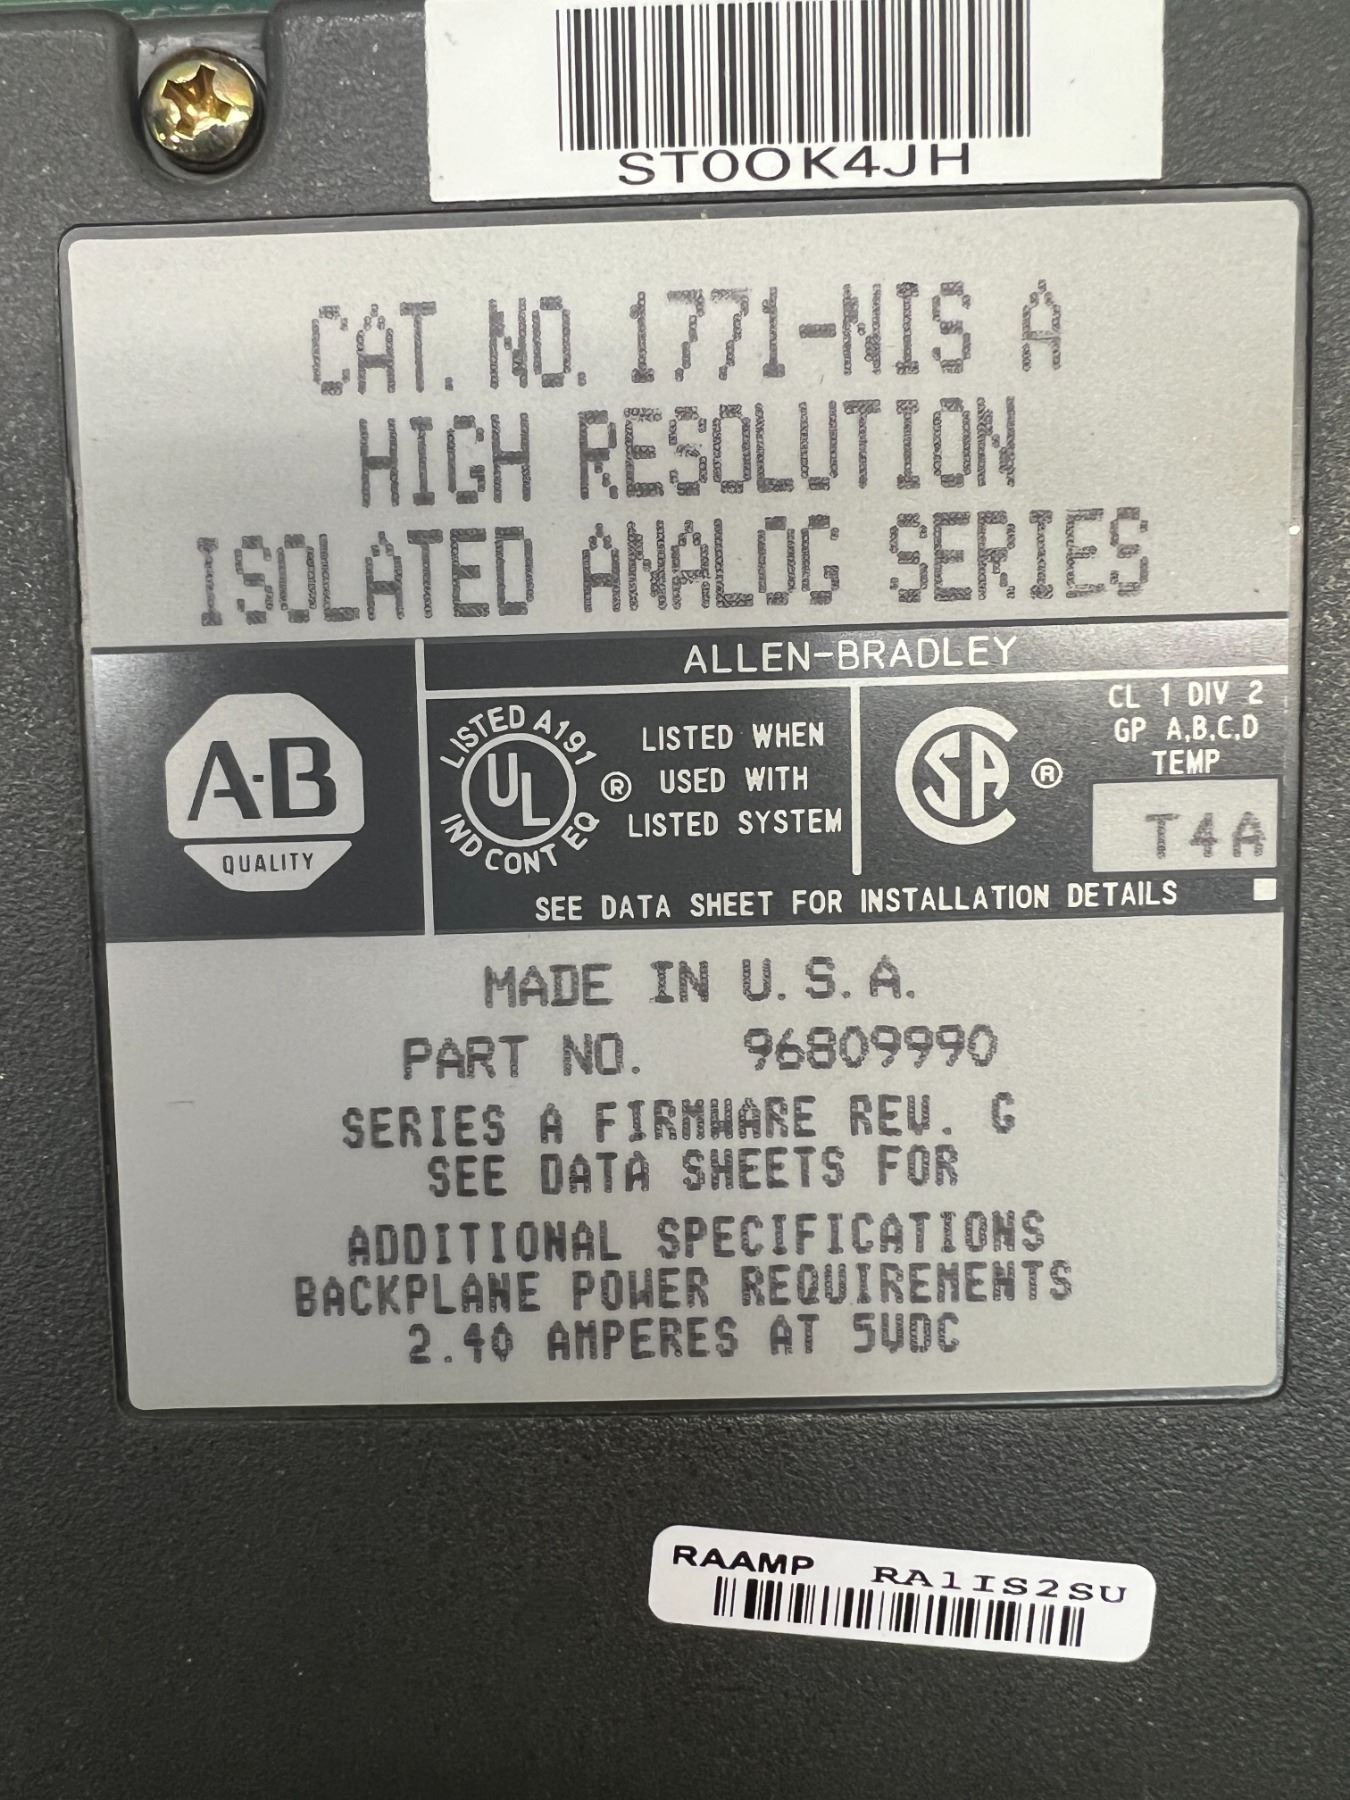 ST0OK4JH
CAT. NO. 1771-NIS A
HIGH RESOLUTION
ISOLATED ANALOG SERIES
ALLEN-BRADLEY
A-B
QUALITY
LISTED A191
UL
IND CONT EQ
®
LISTED WHEN
USED WITH
LISTED SYSTEM
SA
®
CL 1 DIV 2
GP A,B,C,D
TEMP
T4A
SEE DATA SHEET FOR INSTALLATION DETAILS
MADE IN U.S.A.
PART NO. 96809990
SERIES A FIRMWARE REV. G
SEE DATA SHEETS FOR
ADDITIONAL SPECIFICATIONS
BACKPLANE POWER REQUIREMENTS
2.40 AMPERES AT 5VDC
RAAMP RA1IS2SU